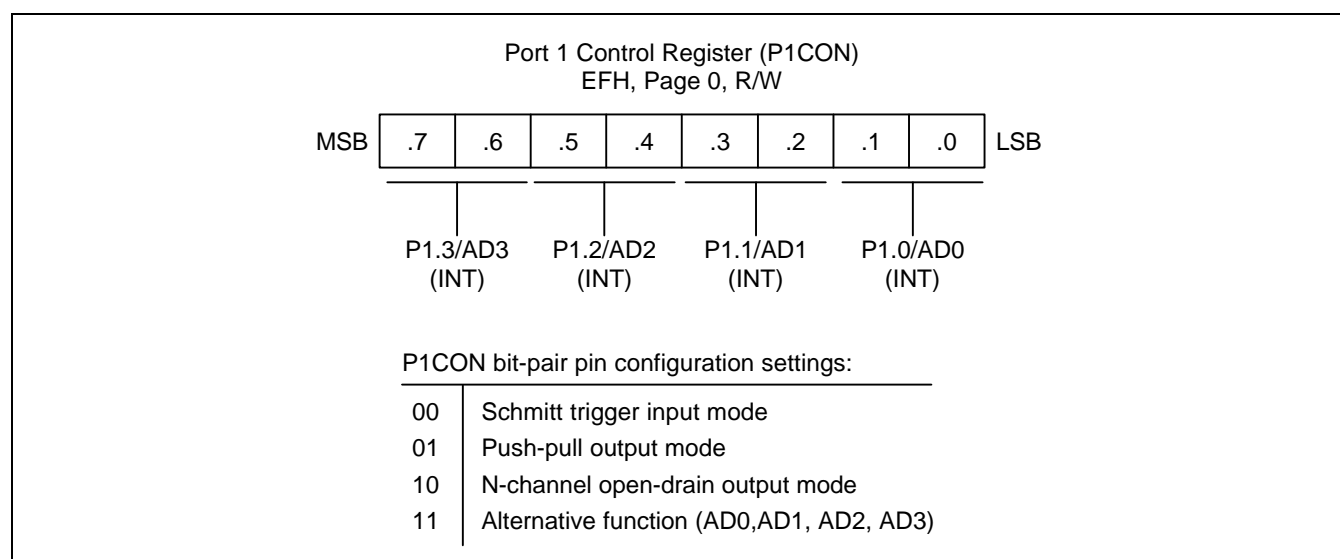 Port 1 Control Register (P1CON)
EFH, Page 0, R/W
MSB .7 .6 .5 .4 .3 .2 .1 .0 LSB
P1.3/AD3 P1.2/AD2 P1.1/AD1 P1.0/AD0
(INT) (INT) (INT) (INT)
P1CON bit-pair pin configuration settings:
00 Schmitt trigger input mode
01 Push-pull output mode
10 N-channel open-drain output mode
11 Alternative function (AD0,AD1, AD2, AD3)